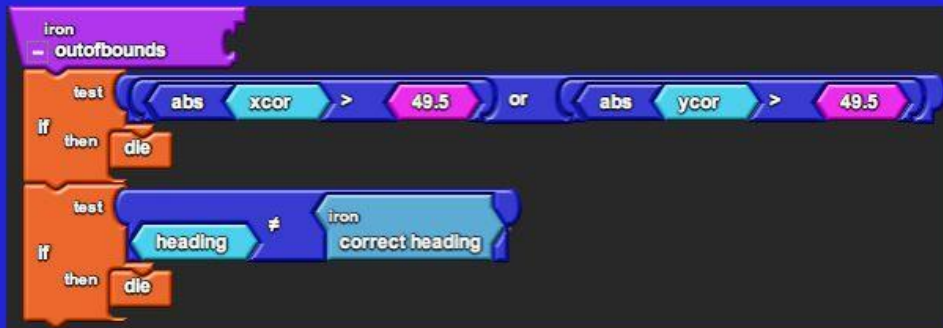 iron
outofbounds
test abs xcor > 49.5 or abs ycor > 49.5
if
then die
test heading ≠ iron correct heading
if
then die